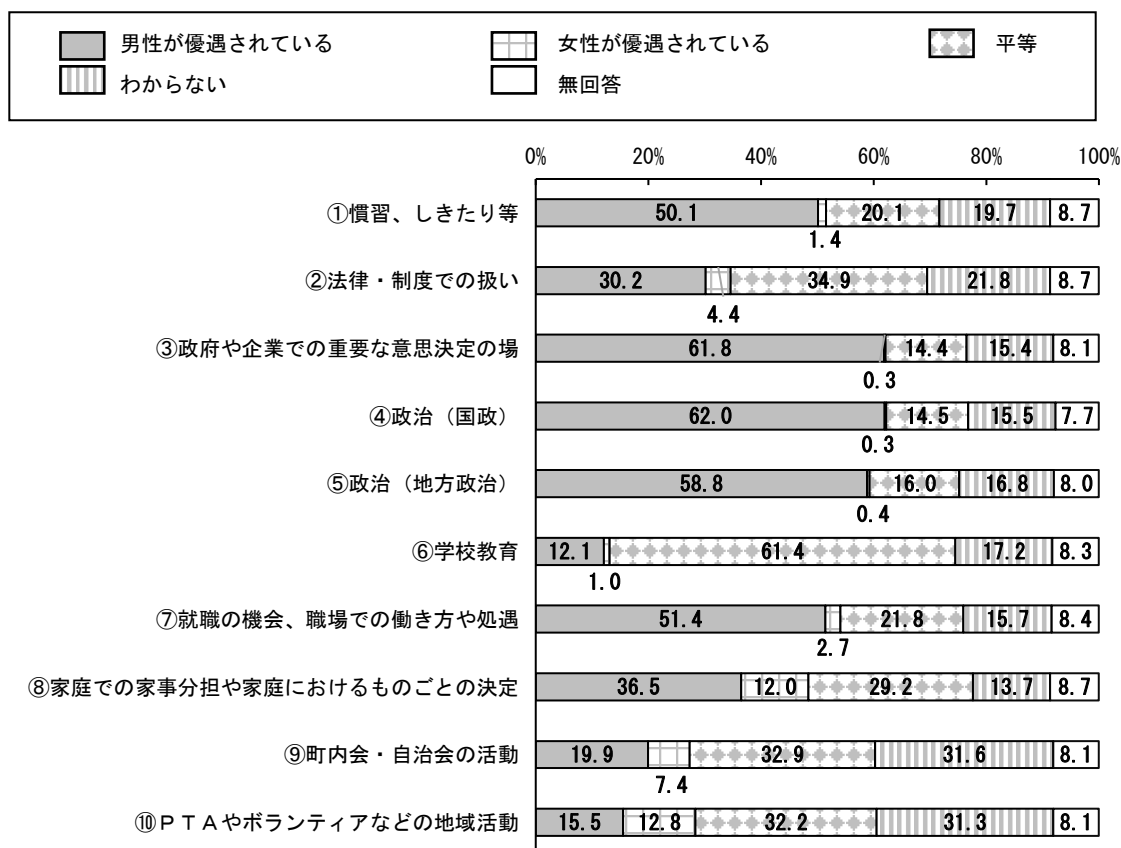 男性が優遇されている 女性が優遇されている 平等
わからない 無回答
0% 20% 40% 60% 80% 100%
①慣習、しきたり等 50.1 20.1 19.7 8.7
1.4
②法律・制度での扱い 30.2 34.9 21.8 8.7
4.4
③政府や企業での重要な意思決定の場 61.8 14.4 15.4 8.1
0.3
④政治（国政） 62.0 14.5 15.5 7.7
0.3
⑤政治（地方政治） 58.8 16.0 16.8 8.0
0.4
⑥学校教育 12.1 61.4 17.2 8.3
1.0
⑦就職の機会、職場での働き方や処遇 51.4 21.8 15.7 8.4
2.7
⑧家庭での家事分担や家庭におけるものごとの決定 36.5 12.0 29.2 13.7 8.7
⑨町内会・自治会の活動 19.9 32.9 31.6 8.1
7.4
⑩ＰＴＡやボランティアなどの地域活動 15.5 12.8 32.2 31.3 8.1